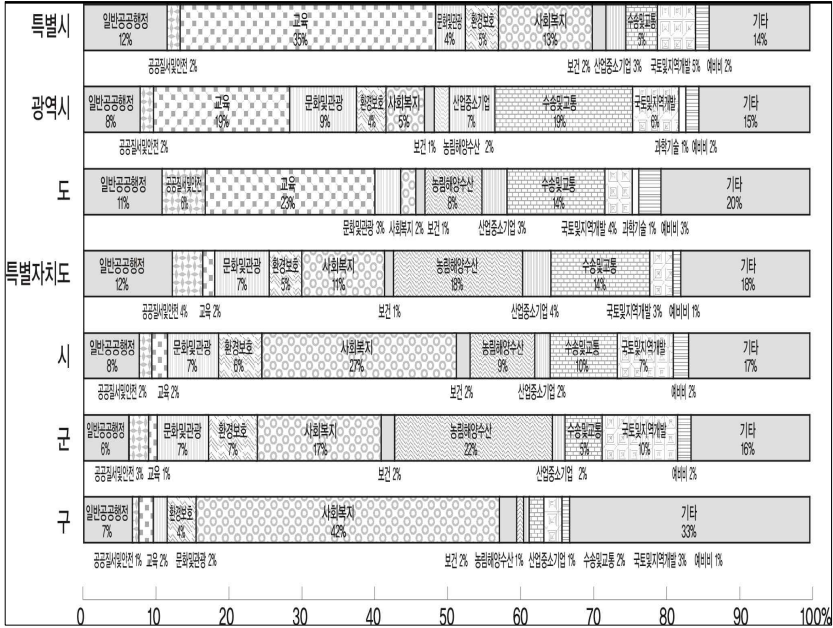 특별시
일반공공행정 12%
교육 35%
문화및관광 4%
환경보호 5%
사회복지 13%
수송및교통 5%
기타 14%
공공질서및안전 2%
보건 2% 산업중소기업 3% 국토및지역개발 5% 예비비 2%
광역시
일반공공행정 8%
교육 19%
문화및관광 9%
환경보호 4%
사회복지 5%
산업중소기업 7%
수송및교통 19%
국토및지역개발 6%
기타 15%
공공질서및안전 2%
보건 1% 농림해양수산 2%
과학기술 1% 예비비 2%
도
일반공공행정 11%
공공질서및안전 6%
교육 23%
농림해양수산 8%
수송및교통 14%
기타 20%
문화및관광 3% 사회복지 2% 보건 1%
산업중소기업 3%
국토및지역개발 4% 과학기술 1% 예비비 3%
특별자치도
일반공공행정 12%
문화및관광 7%
환경보호 5%
사회복지 11%
농림해양수산 18%
수송및교통 14%
기타 18%
공공질서및안전 4% 교육 2%
보건 1%
산업중소기업 4%
국토및지역개발 3% 예비비 1%
시
일반공공행정 8%
문화및관광 7%
환경보호 6%
사회복지 27%
농림해양수산 9%
수송및교통 10%
국토및지역개발 7%
기타 17%
공공질서및안전 2% 교육 2%
보건 2%
산업중소기업 2%
예비비 2%
군
일반공공행정 6%
문화및관광 7%
환경보호 7%
사회복지 17%
농림해양수산 22%
수송및교통 5%
국토및지역개발 10%
기타 16%
공공질서및안전 3% 교육 1%
보건 2%
산업중소기업 2%
예비비 2%
구
일반공공행정 7%
환경보호 4%
사회복지 42%
기타 33%
공공질서및안전 1% 교육 2% 문화및관광 2%
보건 2% 농림해양수산 1% 산업중소기업 1% 수송및교통 2% 국토및지역개발 3% 예비비 1%
0 10 20 30 40 50 60 70 80 90 100%